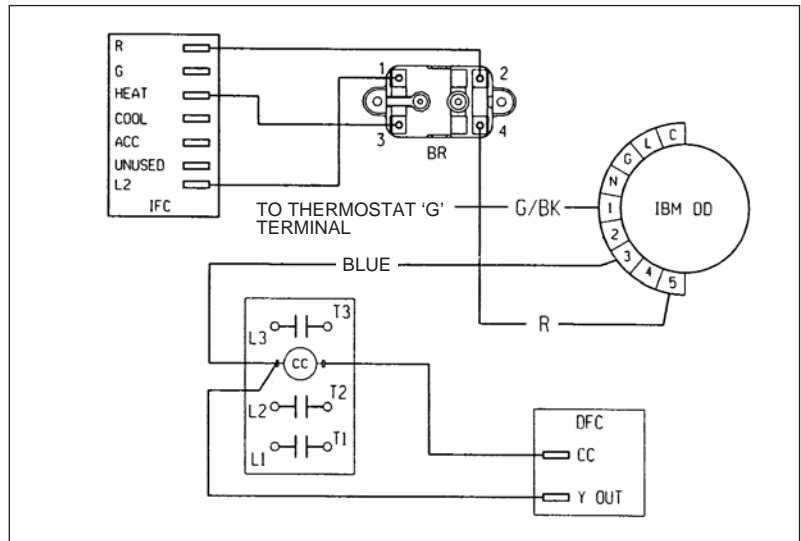 R
G
HEAT
COOL
ACC
UNUSED
L2
IFC
1
2
3
4
BR
C
L
G
N
1
2
3
4
5
IBM DD
TO THERMOSTAT 'G'
TERMINAL
G/BK
BLUE
R
L3
T3
CC
L2
T2
L1
T1
DFC
CC
Y OUT